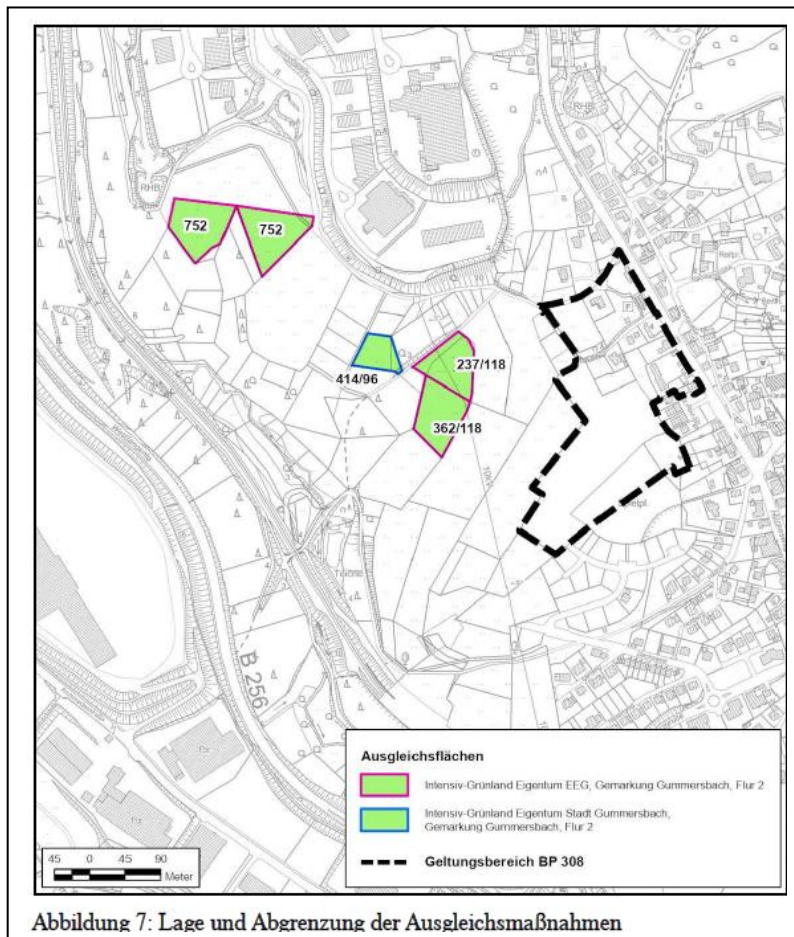 RHB
RHB
752
752
414/96
237/118
362/118
Spielpl.
B 256
Ausgleichsflächen
Intensiv-Grünland Eigentum EEG, Gemarkung Gummersbach, Flur 2
Intensiv-Grünland Eigentum Stadt Gummersbach,
Gemarkung Gummersbach, Flur 2
Geltungsbereich BP 308
45 0 45 90
Meter
Abbildung 7: Lage und Abgrenzung der Ausgleichsmaßnahmen